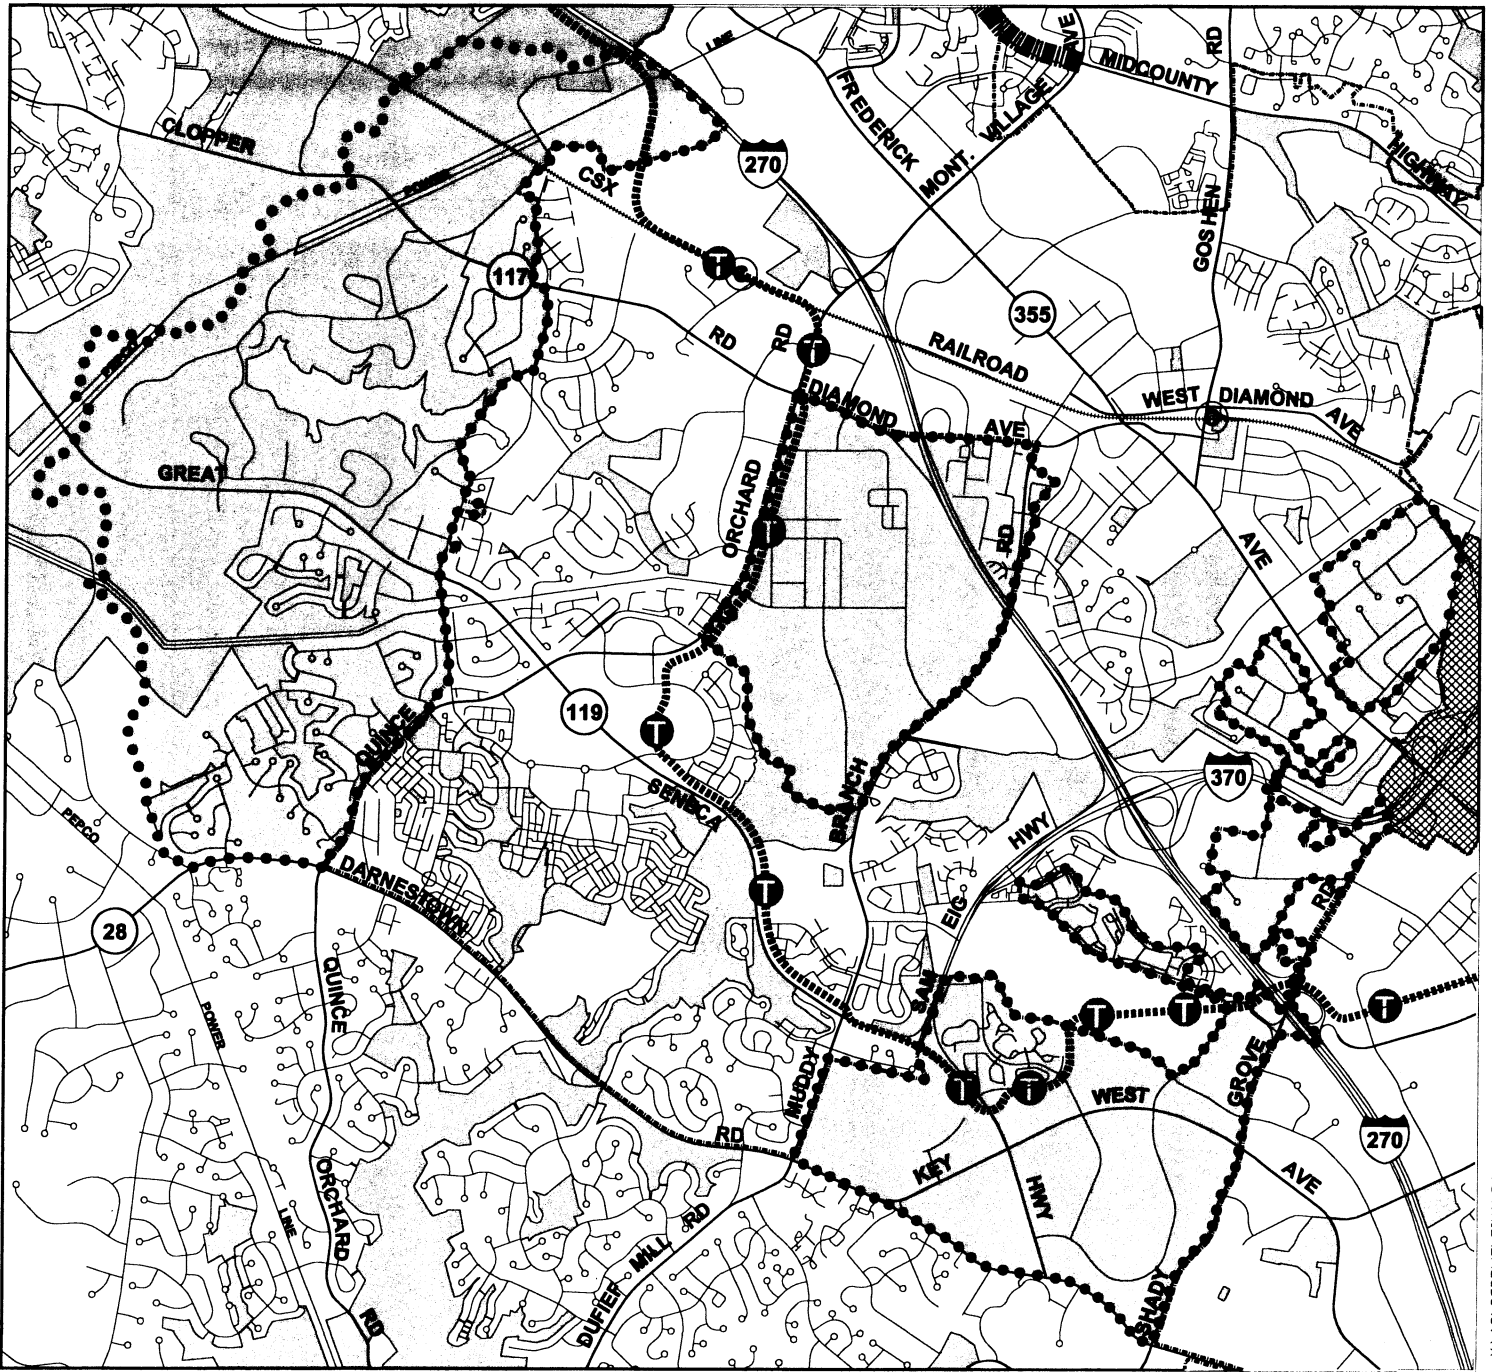 LINE
AVE
RD
MIDCOUNTY
HIGHWAY
FREDERICK
MONT. VILLAGE
CLOPPER
POWER
CSX
270
GOSHEN
117
355
RD
RD
RAILROAD
PEPCO
T
T
WEST DIAMOND AVE
DIAMOND AVE
GREAT
ORCHARD
T
RD
AVE
119
T
QUINCE
SENECA
BRANCH
370
PEPCO
HWY
DARNESTOWN
T
EIG
RD
28
SAM
QUINCE
POWER
T
T
T
MUDDY
T
T
GROVE
WEST
RD
KEY
270
AVE
ORCHARD
HWY
LINE
RD
MILL
DUFIEF
SHADY
RD